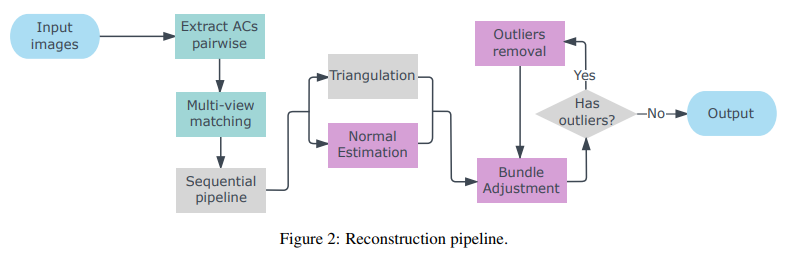 Input
images
Extract ACs
pairwise
Multi-view
matching
Sequential
pipeline
Triangulation
Normal
Estimation
Outliers
removal
Yes
Has
outliers?
No
Output
Bundle
Adjustment
Figure 2: Reconstruction pipeline.